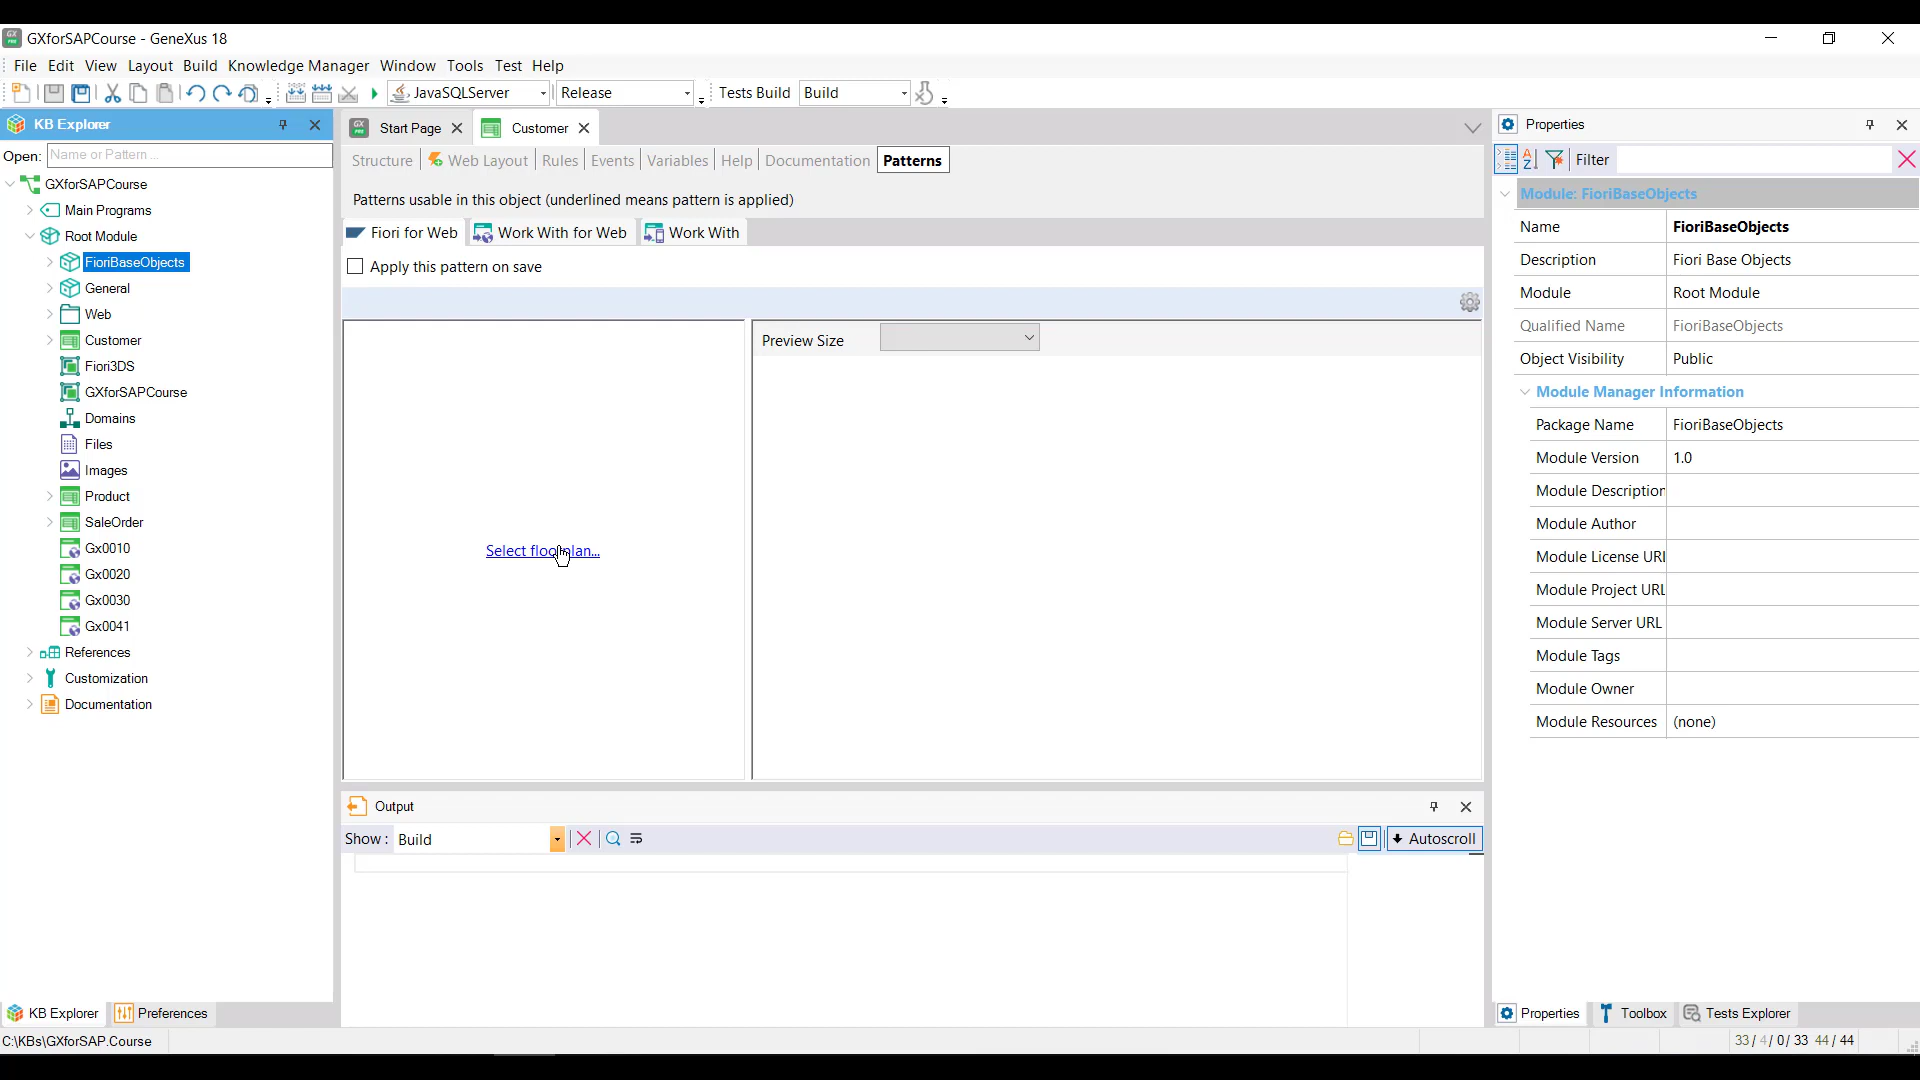 GXforSAPCourse - GeneXus 18
File Edit View Layout Build Knowledge Manager Window Tools Test Help
JavaSQLServer Release Tests Build Build
KB Explorer
Open: Name or Pattern ...
GXforSAPCourse
Main Programs
Root Module
FioriBaseObjects
General
Web
Customer
Fiori3DS
GXforSAPCourse
Domains
Files
Images
Product
SaleOrder
Gx0010
Gx0020
Gx0030
Gx0041
References
Customization
Documentation
KB Explorer Preferences
Start Page Customer
Structure Web Layout Rules Events Variables Help Documentation Patterns
Patterns usable in this object (underlined means pattern is applied)
Fiori for Web Work With for Web Work With
Apply this pattern on save
Preview Size
Select floorplan...
Output
Show : Build Autoscroll
Properties
Filter
Module: FioriBaseObjects
Name FioriBaseObjects
Description Fiori Base Objects
Module Root Module
Qualified Name FioriBaseObjects
Object Visibility Public
Module Manager Information
Package Name FioriBaseObjects
Module Version 1.0
Module Description
Module Author
Module License URI
Module Project URL
Module Server URL
Module Tags
Module Owner
Module Resources (none)
Properties Toolbox Tests Explorer
C:\KBs\GXforSAP.Course
33 / 4 / 0 / 33 44 / 44